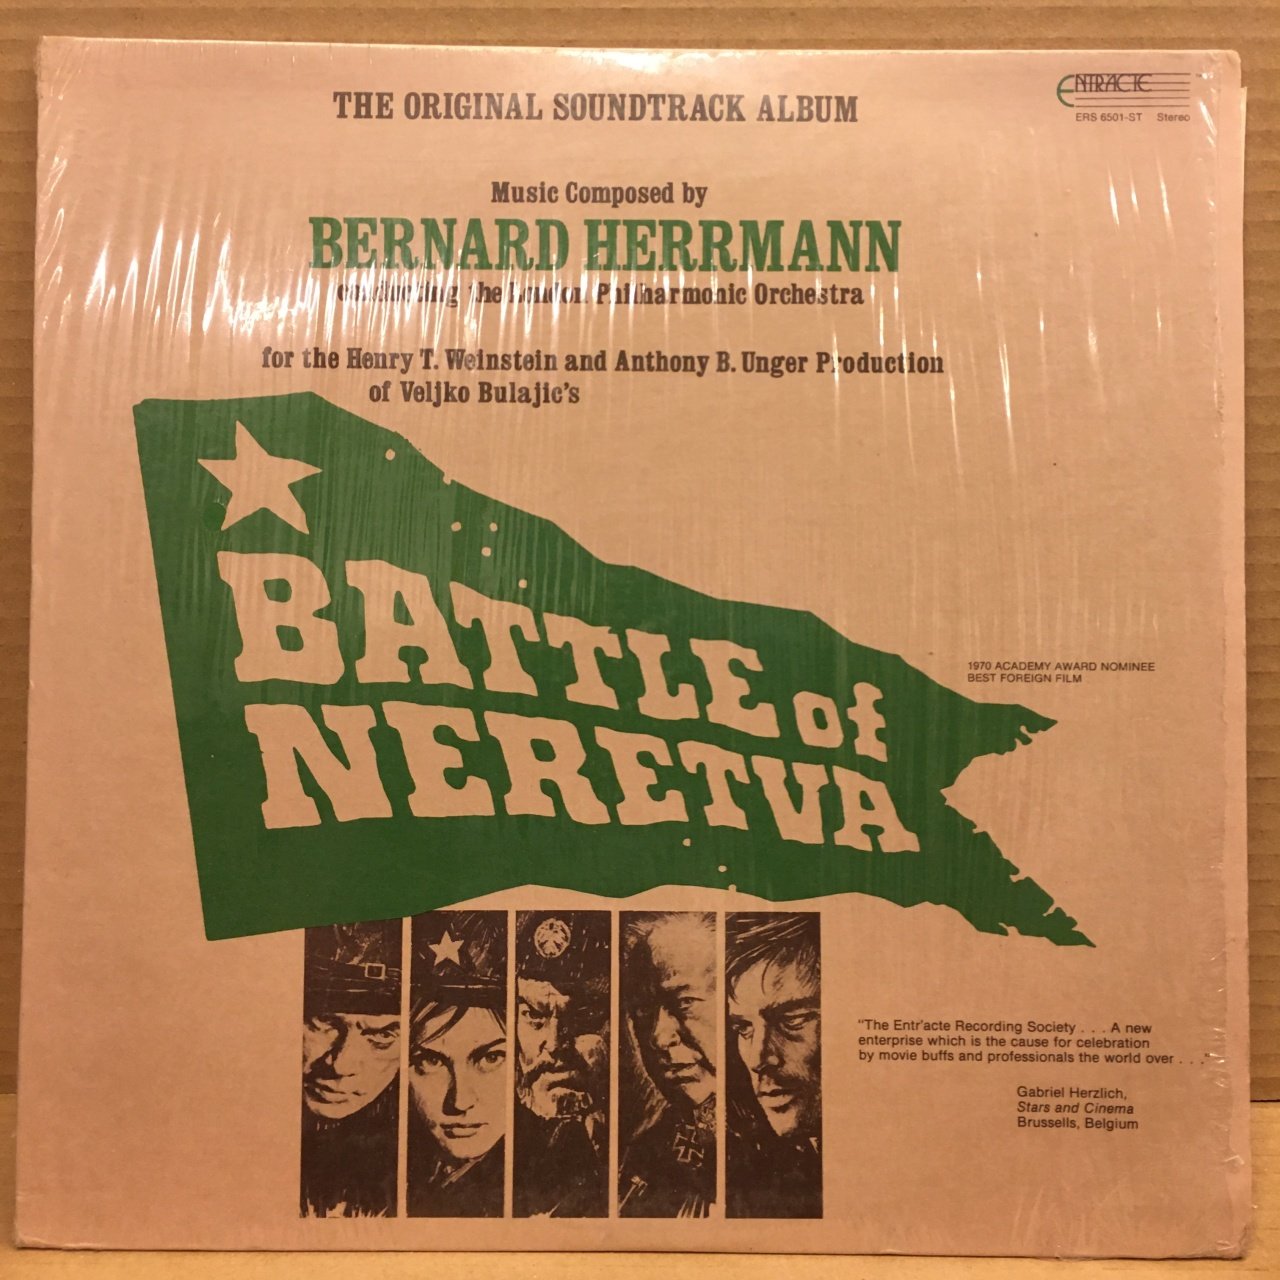 THE ORIGINAL SOUNDTRACK ALBUM
ENTRACTE
ERS 6501-ST Stereo
Music Composed by
BERNARD HERRMANN
conducting the London Philharmonic Orchestra
for the Henry T. Weinstein and Anthony B. Unger Production
of Veljko Bulajic's
BATTLE of
NERETVA
1970 ACADEMY AWARD NOMINEE
BEST FOREIGN FILM
"The Entr'acte Recording Society . . . A new
enterprise which is the cause for celebration
by movie buffs and professionals the world over . . ."
Gabriel Herzlich,
Stars and Cinema
Brussells, Belgium